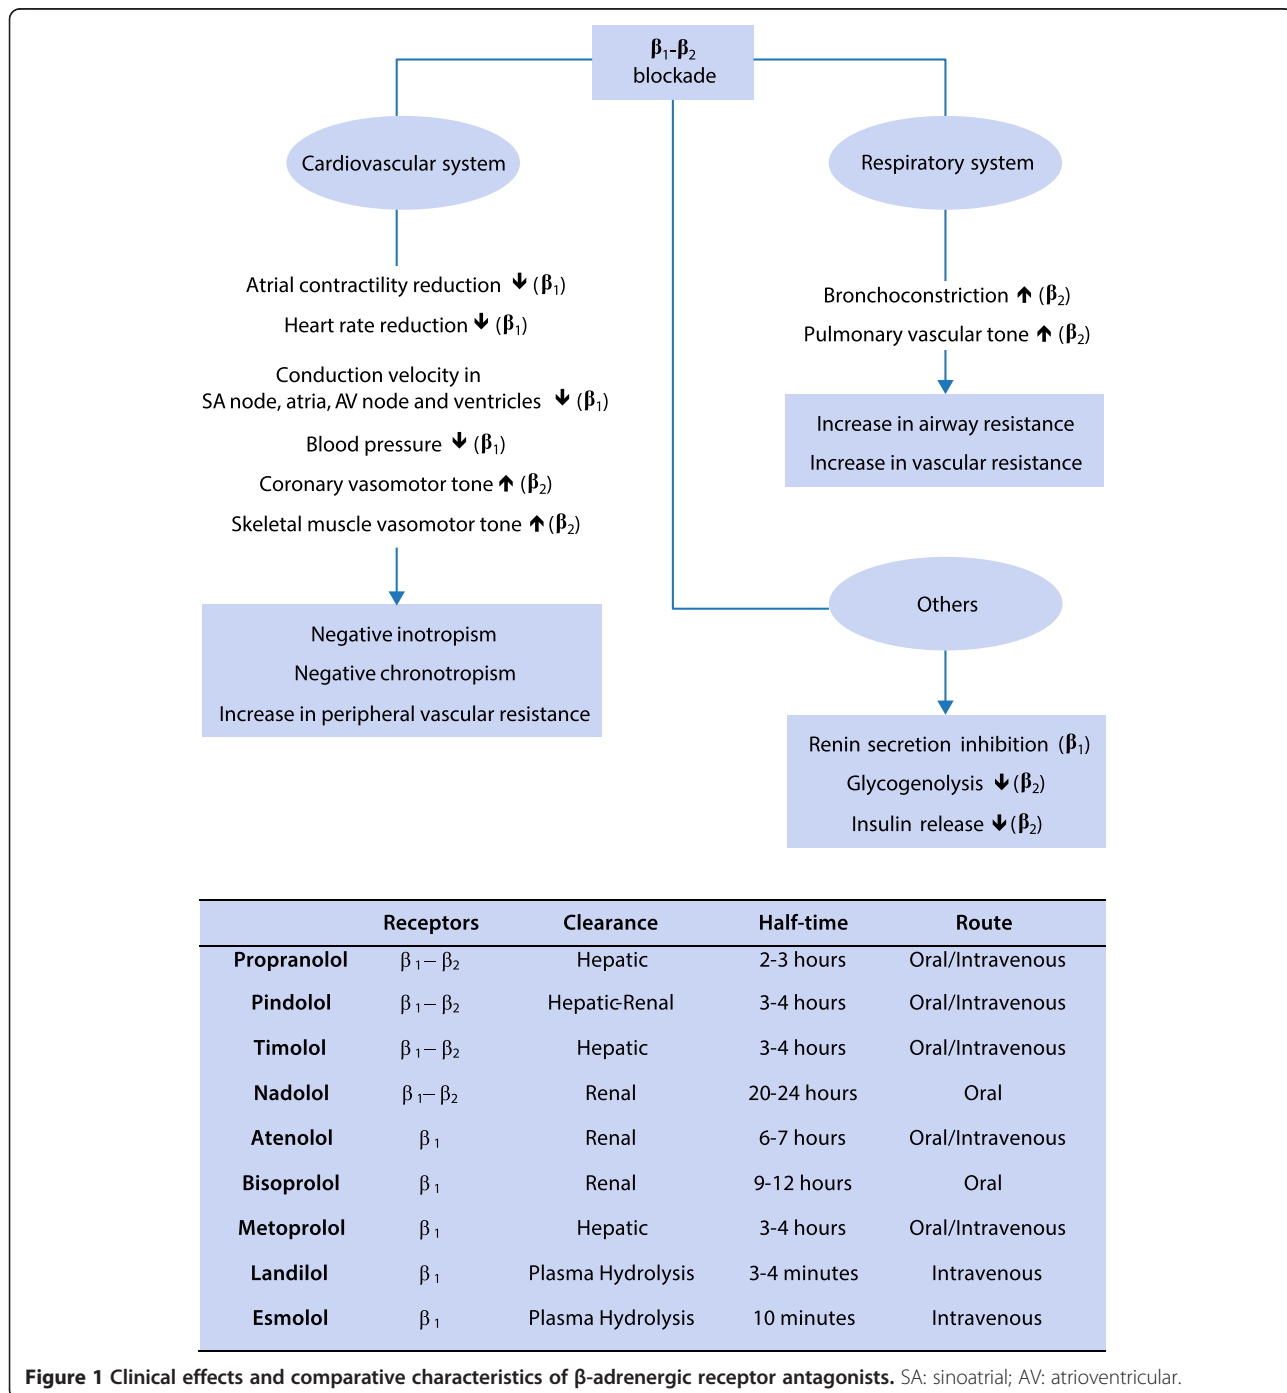 β1-β2
blockade
Cardiovascular system
Respiratory system
Atrial contractility reduction 🡻 (β1)
Heart rate reduction 🡻 (β1)
Conduction velocity in
SA node, atria, AV node and ventricles 🡻 (β1)
Blood pressure 🡻 (β1)
Coronary vasomotor tone 🡹 (β2)
Skeletal muscle vasomotor tone 🡹 (β2)
Negative inotropism
Negative chronotropism
Increase in peripheral vascular resistance
Bronchoconstriction 🡹 (β2)
Pulmonary vascular tone 🡹 (β2)
Increase in airway resistance
Increase in vascular resistance
Others
Renin secretion inhibition (β1)
Glycogenolysis 🡻 (β2)
Insulin release 🡻 (β2)
Receptors Clearance Half-time Route
Propranolol β1 – β2 Hepatic 2-3 hours Oral/Intravenous
Pindolol β1 – β2 Hepatic-Renal 3-4 hours Oral/Intravenous
Timolol β1 – β2 Hepatic 3-4 hours Oral/Intravenous
Nadolol β1 – β2 Renal 20-24 hours Oral
Atenolol β1 Renal 6-7 hours Oral/Intravenous
Bisoprolol β1 Renal 9-12 hours Oral
Metoprolol β1 Hepatic 3-4 hours Oral/Intravenous
Landilol β1 Plasma Hydrolysis 3-4 minutes Intravenous
Esmolol β1 Plasma Hydrolysis 10 minutes Intravenous
Figure 1 Clinical effects and comparative characteristics of β-adrenergic receptor antagonists. SA: sinoatrial; AV: atrioventricular.